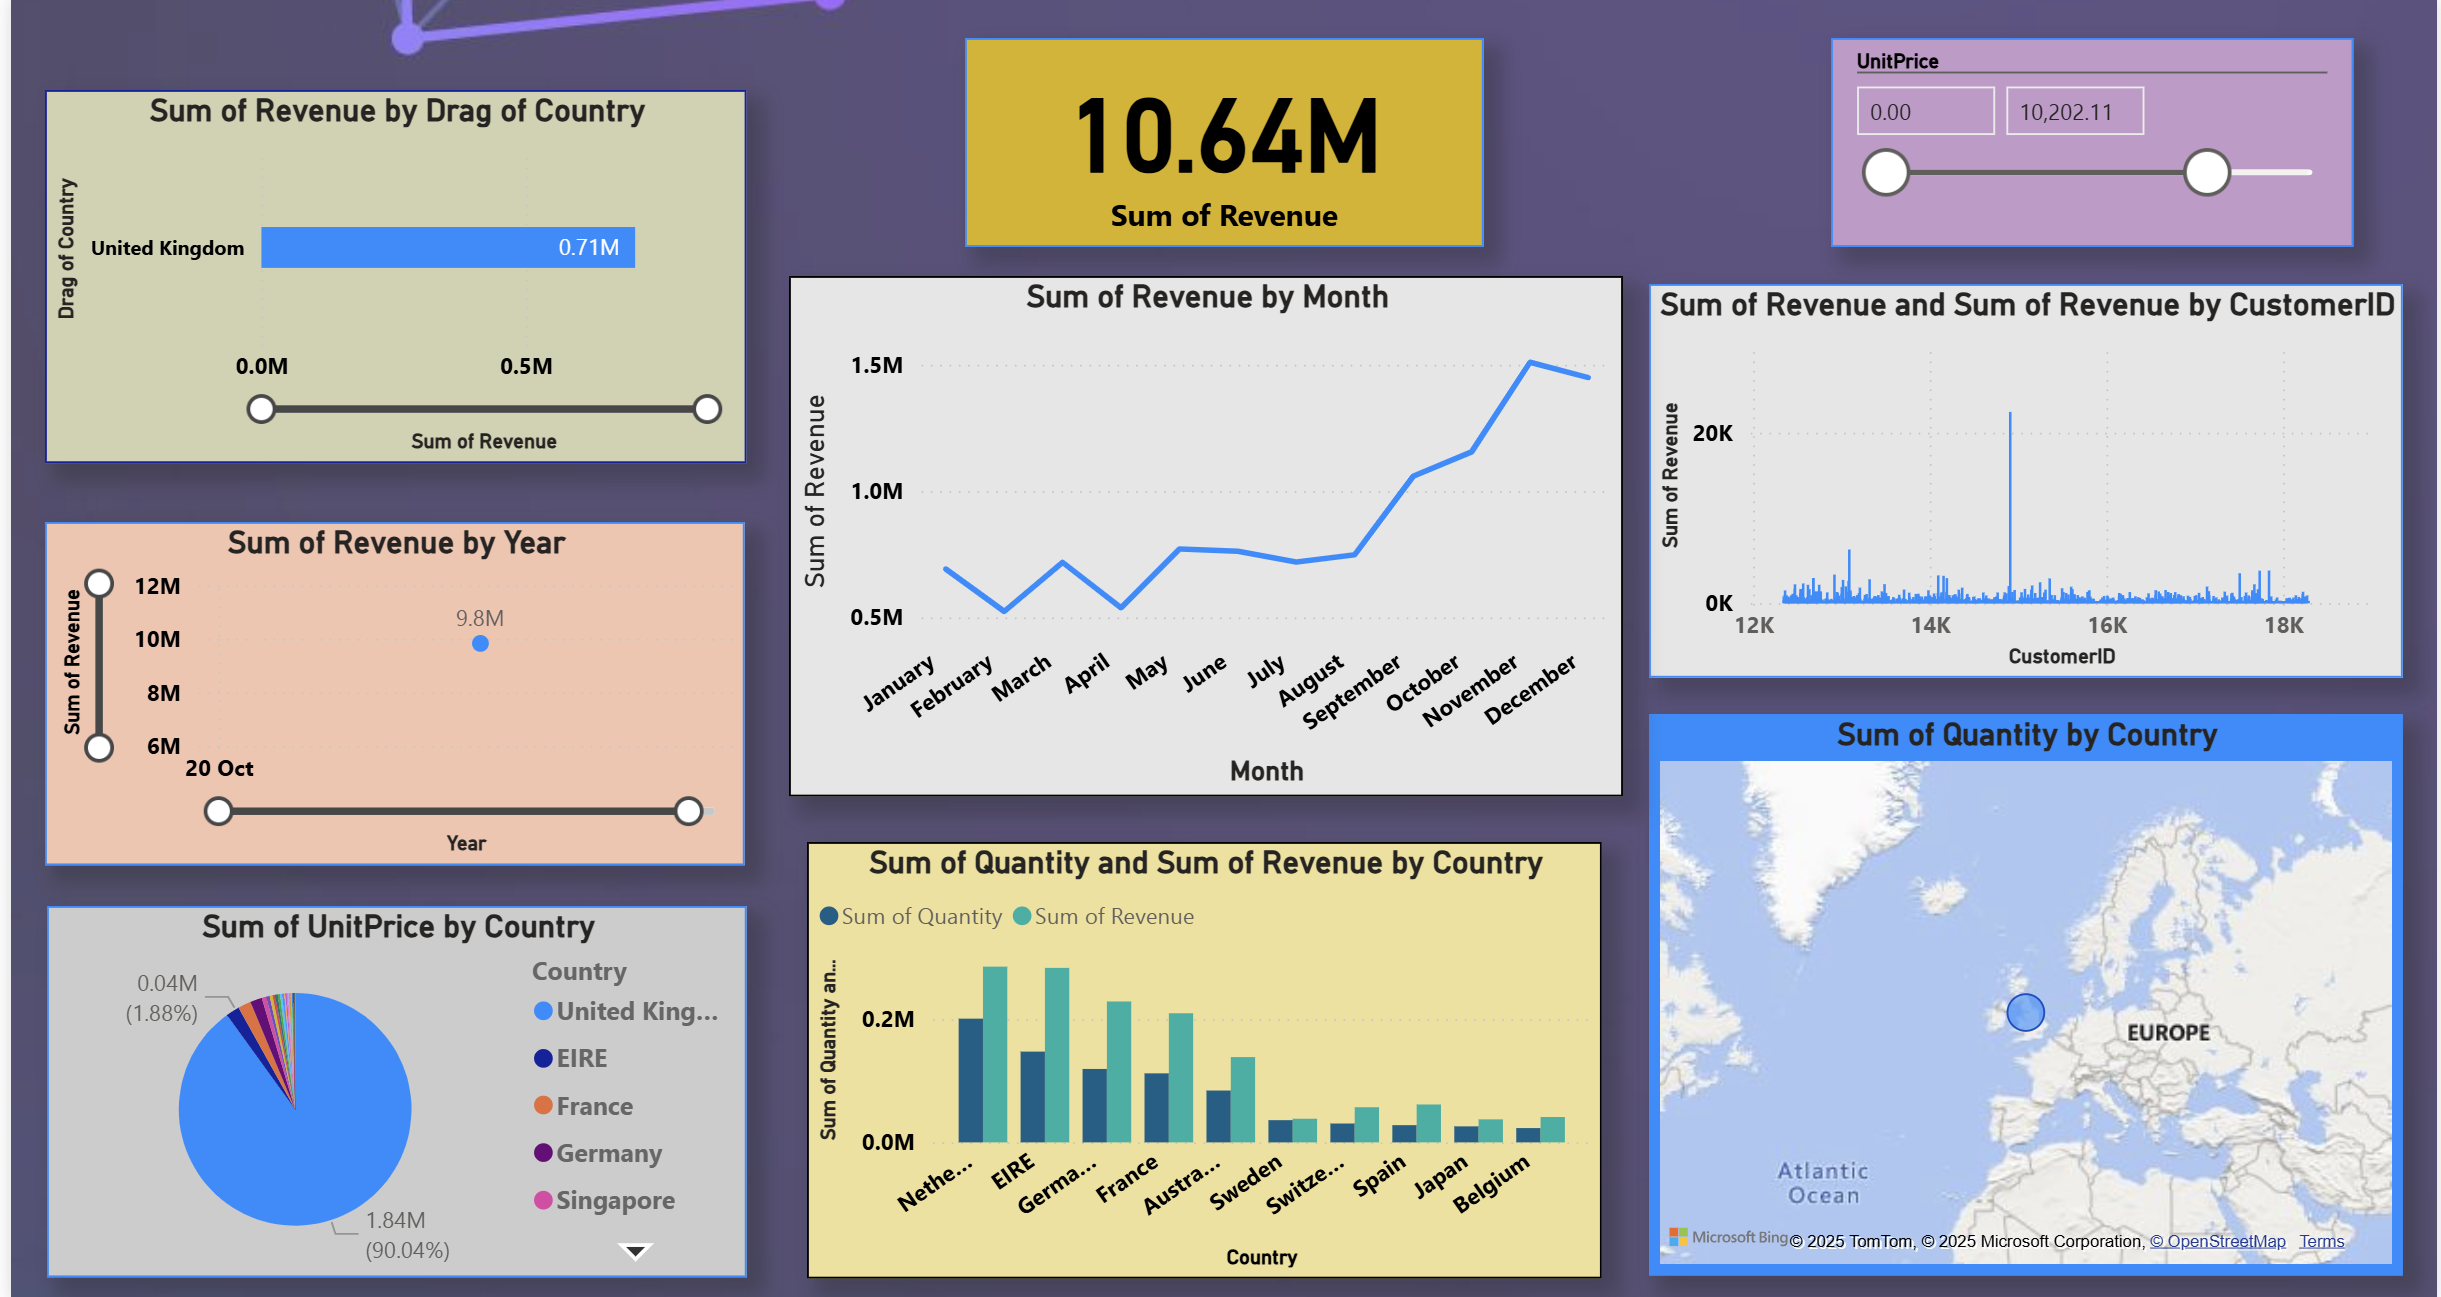 Sum of Revenue by Drag of Country
Drag of Country
United Kingdom
0.71M
0.0M 0.5M
Sum of Revenue
10.64M
Sum of Revenue
UnitPrice
0.00 10,202.11
Sum of Revenue by Year
Sum of Revenue
12M
10M
8M
6M
9.8M
20 Oct
Year
Sum of Revenue by Month
Sum of Revenue
1.5M
1.0M
0.5M
January
February
March
April
May
June
July
August
September
October
November
December
Month
Sum of Revenue and Sum of Revenue by CustomerID
Sum of Revenue
20K
0K
12K 14K 16K 18K
CustomerID
Sum of UnitPrice by Country
0.04M
(1.88%)
1.84M
(90.04%)
Country
United King...
EIRE
France
Germany
Singapore
Sum of Quantity and Sum of Revenue by Country
Sum of Quantity Sum of Revenue
Sum of Quantity an...
0.2M
0.0M
Nethe...
EIRE
Germa...
France
Austra...
Sweden
Switze...
Spain
Japan
Belgium
Country
Sum of Quantity by Country
EUROPE
Atlantic
Ocean
Microsoft Bing
© 2025 TomTom, © 2025 Microsoft Corporation, © OpenStreetMap Terms